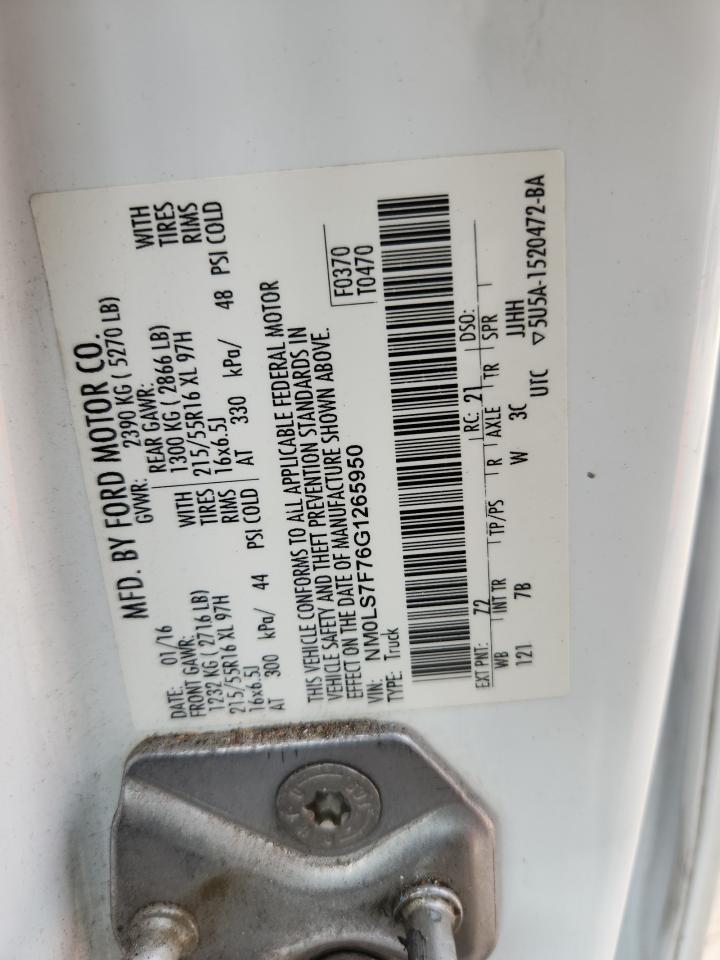 MFD. BY FORD MOTOR CO.
DATE: 01/16 GVWR: 2390 KG ( 5270 LB)
FRONT GAWR: REAR GAWR: WITH
1232 KG ( 2716 LB) 1300 KG ( 2866 LB) TIRES
215/55R16 XL 97H TIRES 215/55R16 XL 97H RIMS
16x6.5J RIMS 16x6.5J
AT 300 kPa/ 44 PSI COLD AT 330 kPa/ 48 PSI COLD
THIS VEHICLE CONFORMS TO ALL APPLICABLE FEDERAL MOTOR
VEHICLE SAFETY AND THEFT PREVENTION STANDARDS IN
EFFECT ON THE DATE OF MANUFACTURE SHOWN ABOVE.
VIN: NM0LS7F76G1265950 F0370
TYPE: Truck T0470
EXT PNT: 72 RC: 21 DSO:
WB INT TR TP/PS R AXLE TR SPR
121 7B W 3C JJHH
UTC ▽5U5A-1520472-BA